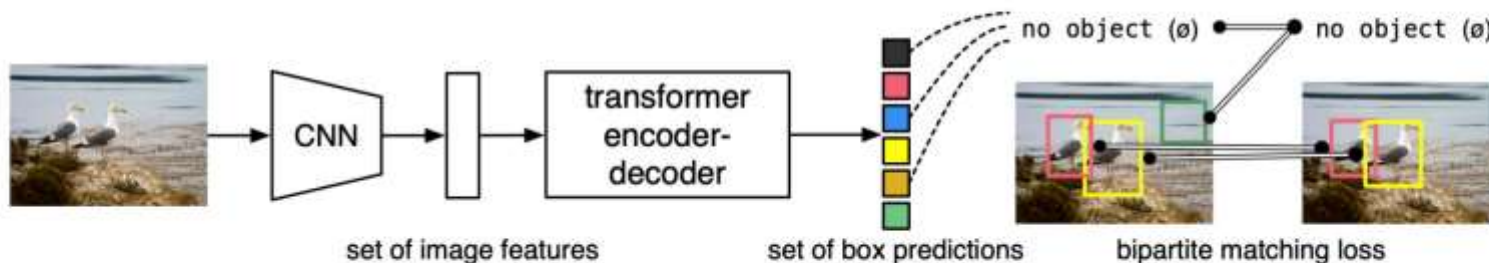 no object (ø)
no object (ø)
CNN
transformer
encoder-
decoder
set of image features
set of box predictions
bipartite matching loss